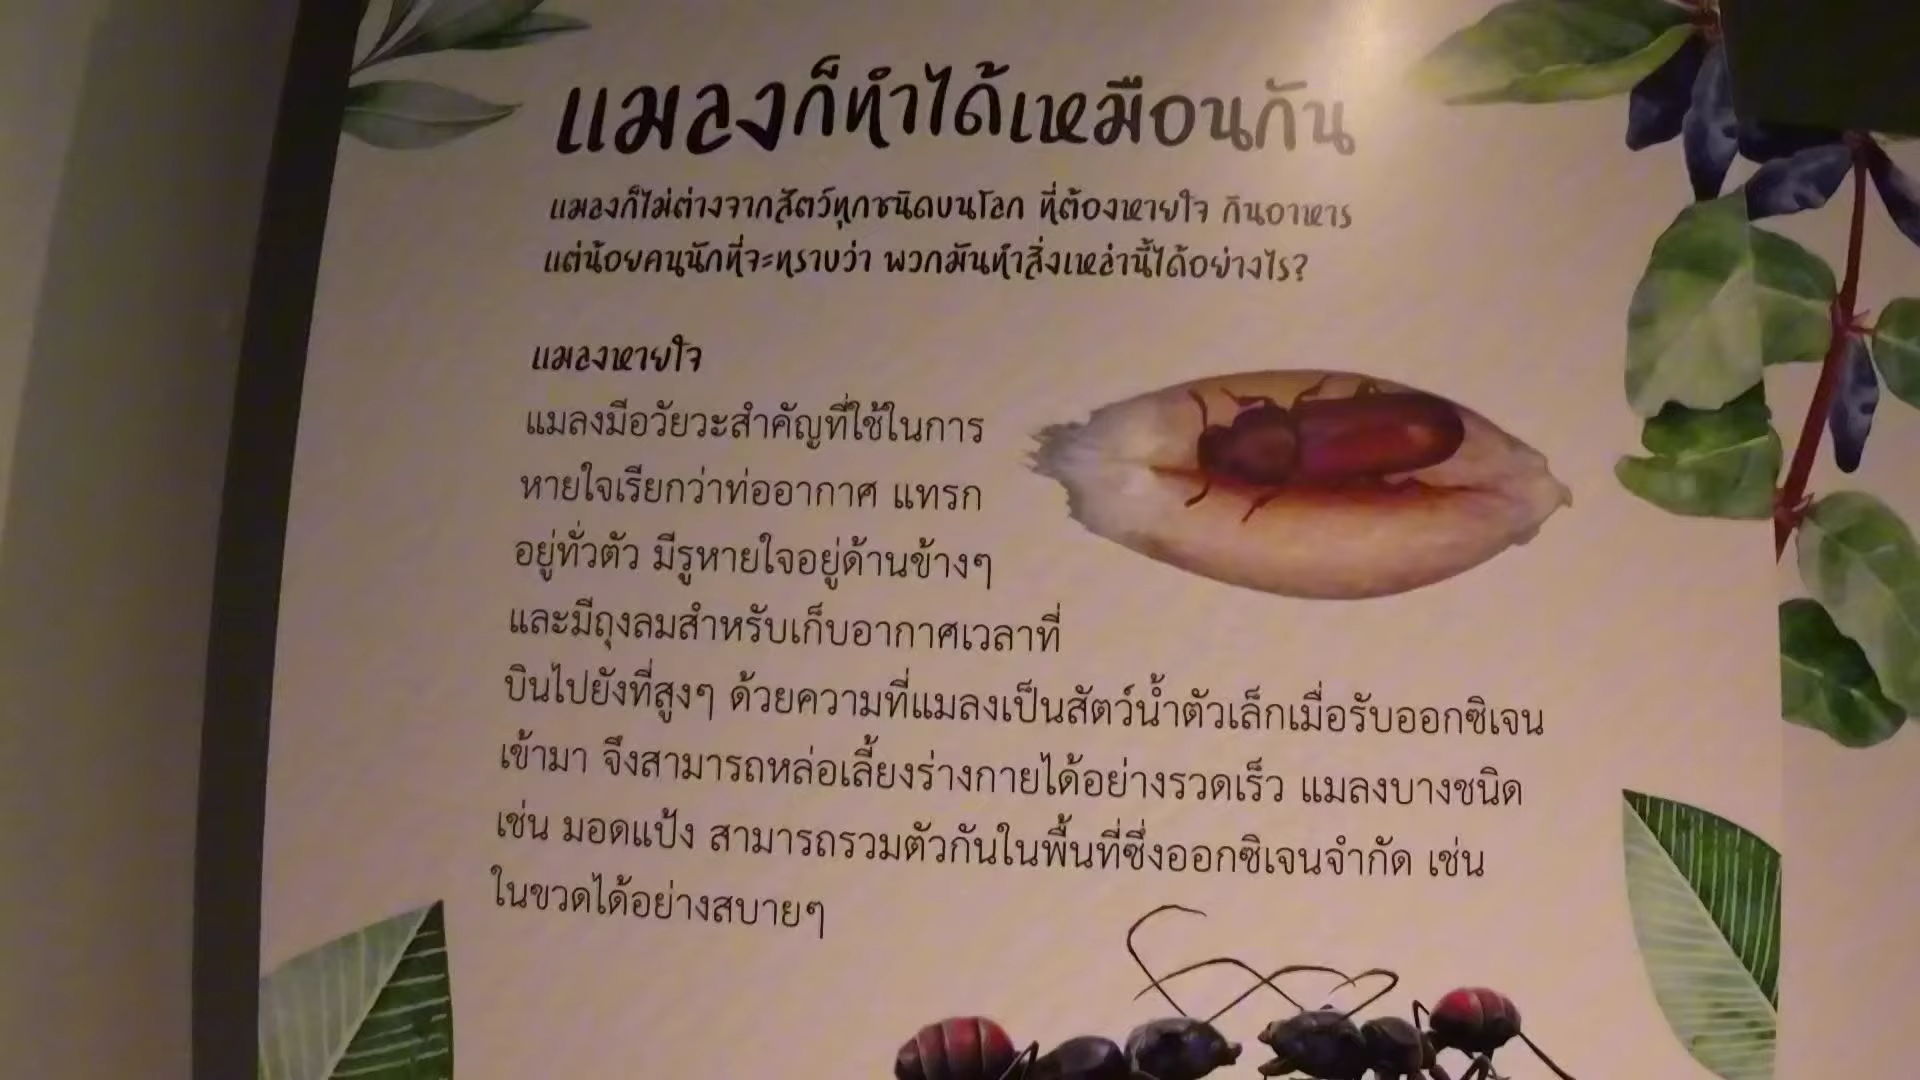 แมลงก็ทำได้เหมือนกัน
แมลงก็ไม่ต่างจากสัตว์ทุกชนิดบนโลก ที่ต้องหายใจ กินอาหาร
แต่น้อยคนนักที่จะทราบว่า พวกมันทำสิ่งเหล่านี้ได้อย่างไร?
แมลงหายใจ
แมลงมีอวัยวะสำคัญที่ใช้ในการ
หายใจเรียกว่าท่ออากาศ แทรก
อยู่ทั่วตัว มีรูหายใจอยู่ด้านข้างๆ
และมีถุงลมสำหรับเก็บอากาศเวลาที่
บินไปยังที่สูงๆ ด้วยความที่แมลงเป็นสัตว์น้ำตัวเล็กเมื่อรับออกซิเจน
เข้ามา จึงสามารถหล่อเลี้ยงร่างกายได้อย่างรวดเร็ว แมลงบางชนิด
เช่น มอดแป้ง สามารถรวมตัวกันในพื้นที่ซึ่งออกซิเจนจำกัด เช่น
ในขวดได้อย่างสบายๆ